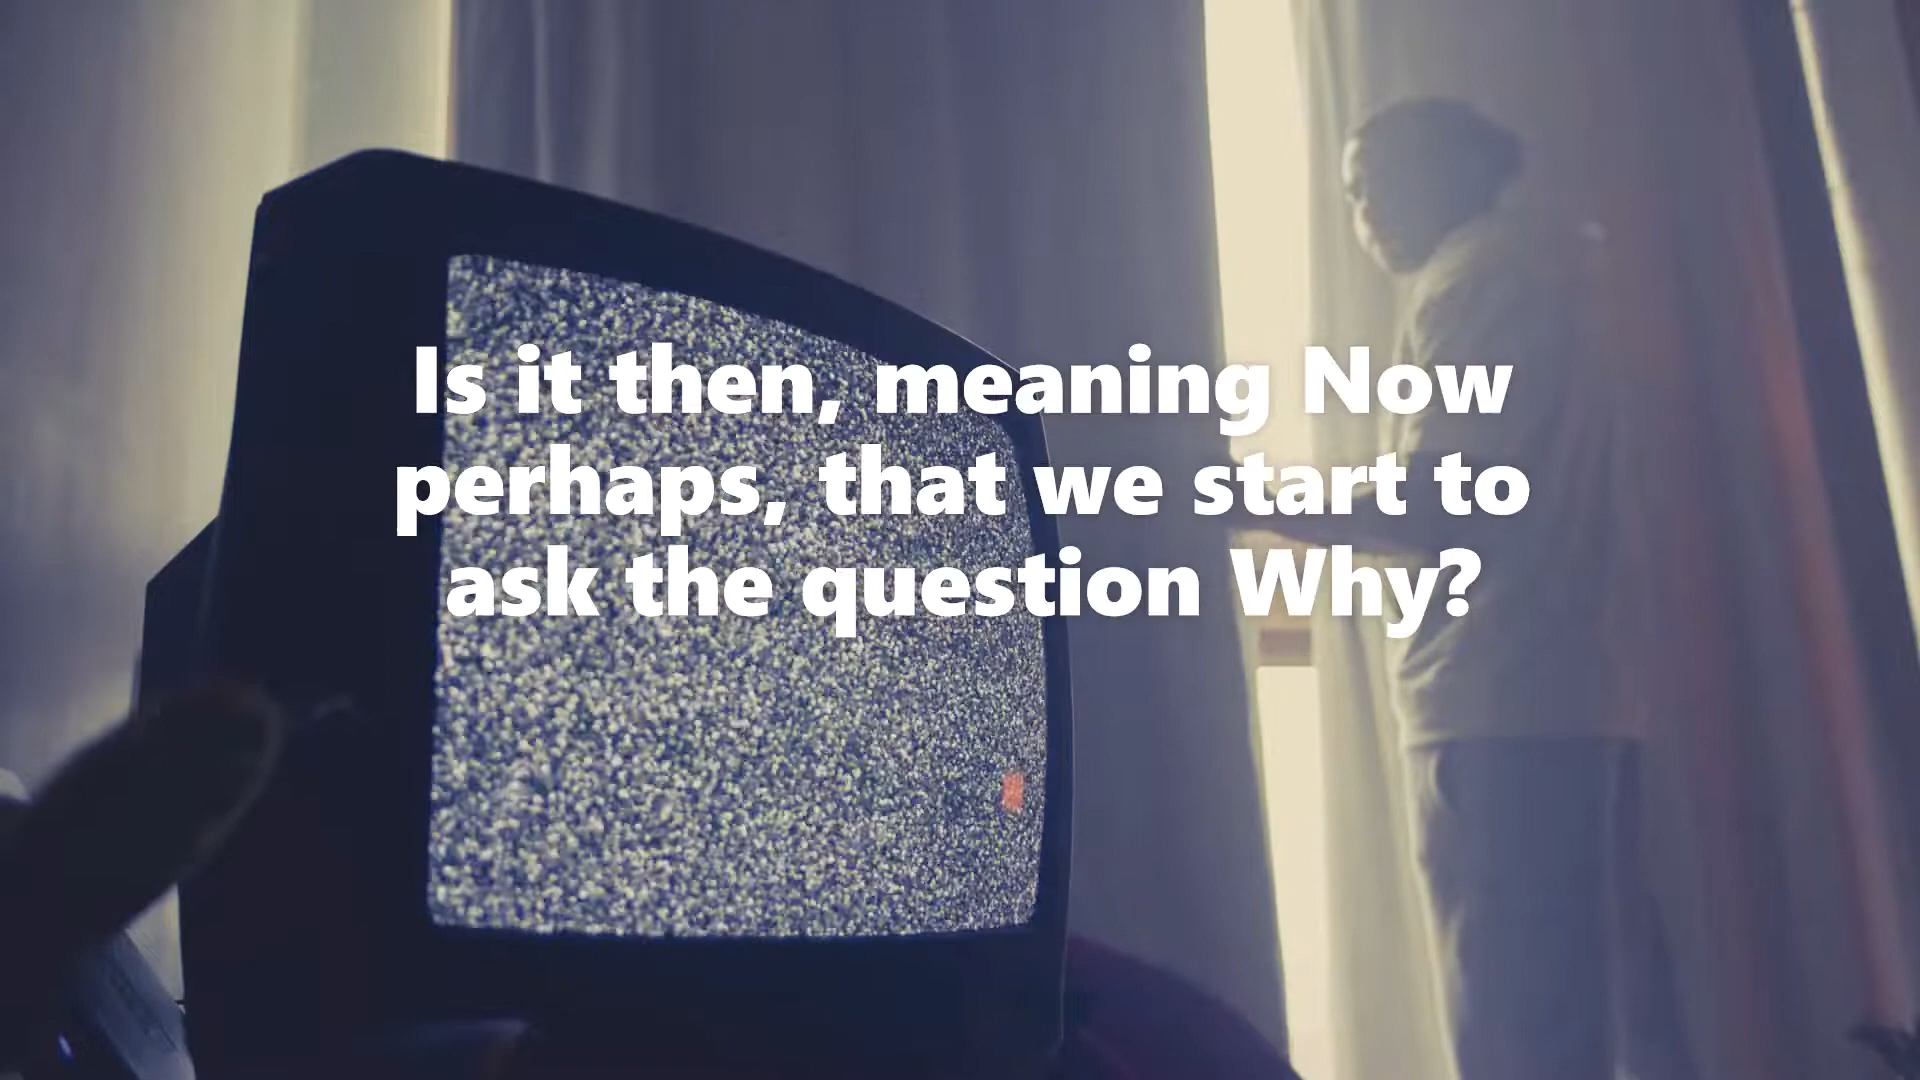 Is it then, meaning Now
perhaps, that we start to
ask the question Why?